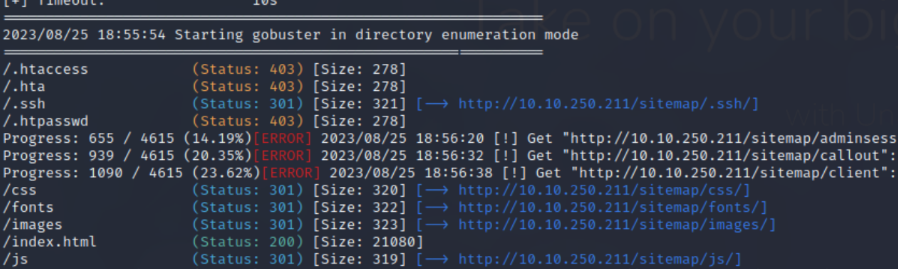 [+] Timeout: 10s
2023/08/25 18:55:54 Starting gobuster in directory enumeration mode
/.htaccess (Status: 403) [Size: 278]
/.hta (Status: 403) [Size: 278]
/.ssh (Status: 301) [Size: 321] [--> http://10.10.250.211/sitemap/.ssh/]
/.htpasswd (Status: 403) [Size: 278]
Progress: 655 / 4615 (14.19%)[ERROR] 2023/08/25 18:56:20 [!] Get "http://10.10.250.211/sitemap/adminsess
Progress: 939 / 4615 (20.35%)[ERROR] 2023/08/25 18:56:32 [!] Get "http://10.10.250.211/sitemap/callout":
Progress: 1090 / 4615 (23.62%)[ERROR] 2023/08/25 18:56:38 [!] Get "http://10.10.250.211/sitemap/client":
/css (Status: 301) [Size: 320] [--> http://10.10.250.211/sitemap/css/]
/fonts (Status: 301) [Size: 322] [--> http://10.10.250.211/sitemap/fonts/]
/images (Status: 301) [Size: 323] [--> http://10.10.250.211/sitemap/images/]
/index.html (Status: 200) [Size: 21080]
/js (Status: 301) [Size: 319] [--> http://10.10.250.211/sitemap/js/]